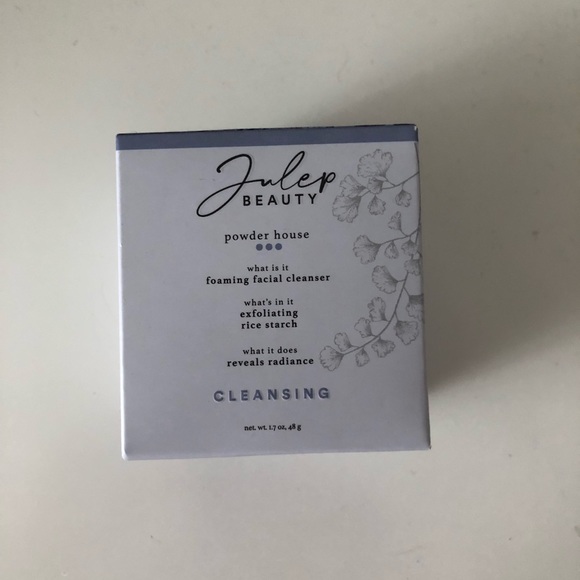 Julep
BEAUTY
powder house
what is it
foaming facial cleanser
what's in it
exfoliating
rice starch
what it does
reveals radiance
CLEANSING
net. wt. 1.7 oz, 48 g